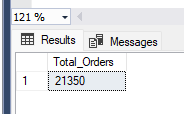 121 %
Results Messages
Total_Orders
1 21350